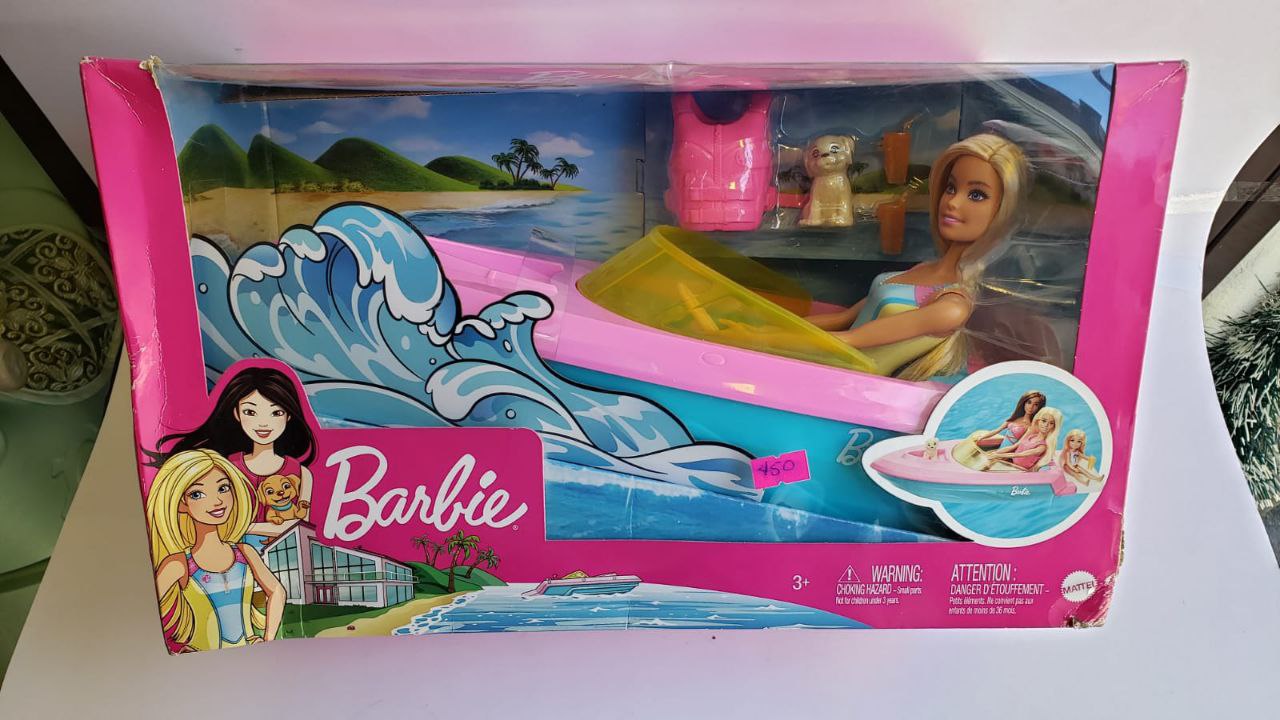 450
B
Barbie
Barbie
3+
WARNING:
CHOKING HAZARD - Small parts
Not for children under 3 years.
ATTENTION :
DANGER D'ÉTOUFFEMENT -
Petits éléments. Ne convient pas aux
enfants de moins de 36 mois.
MATTEL